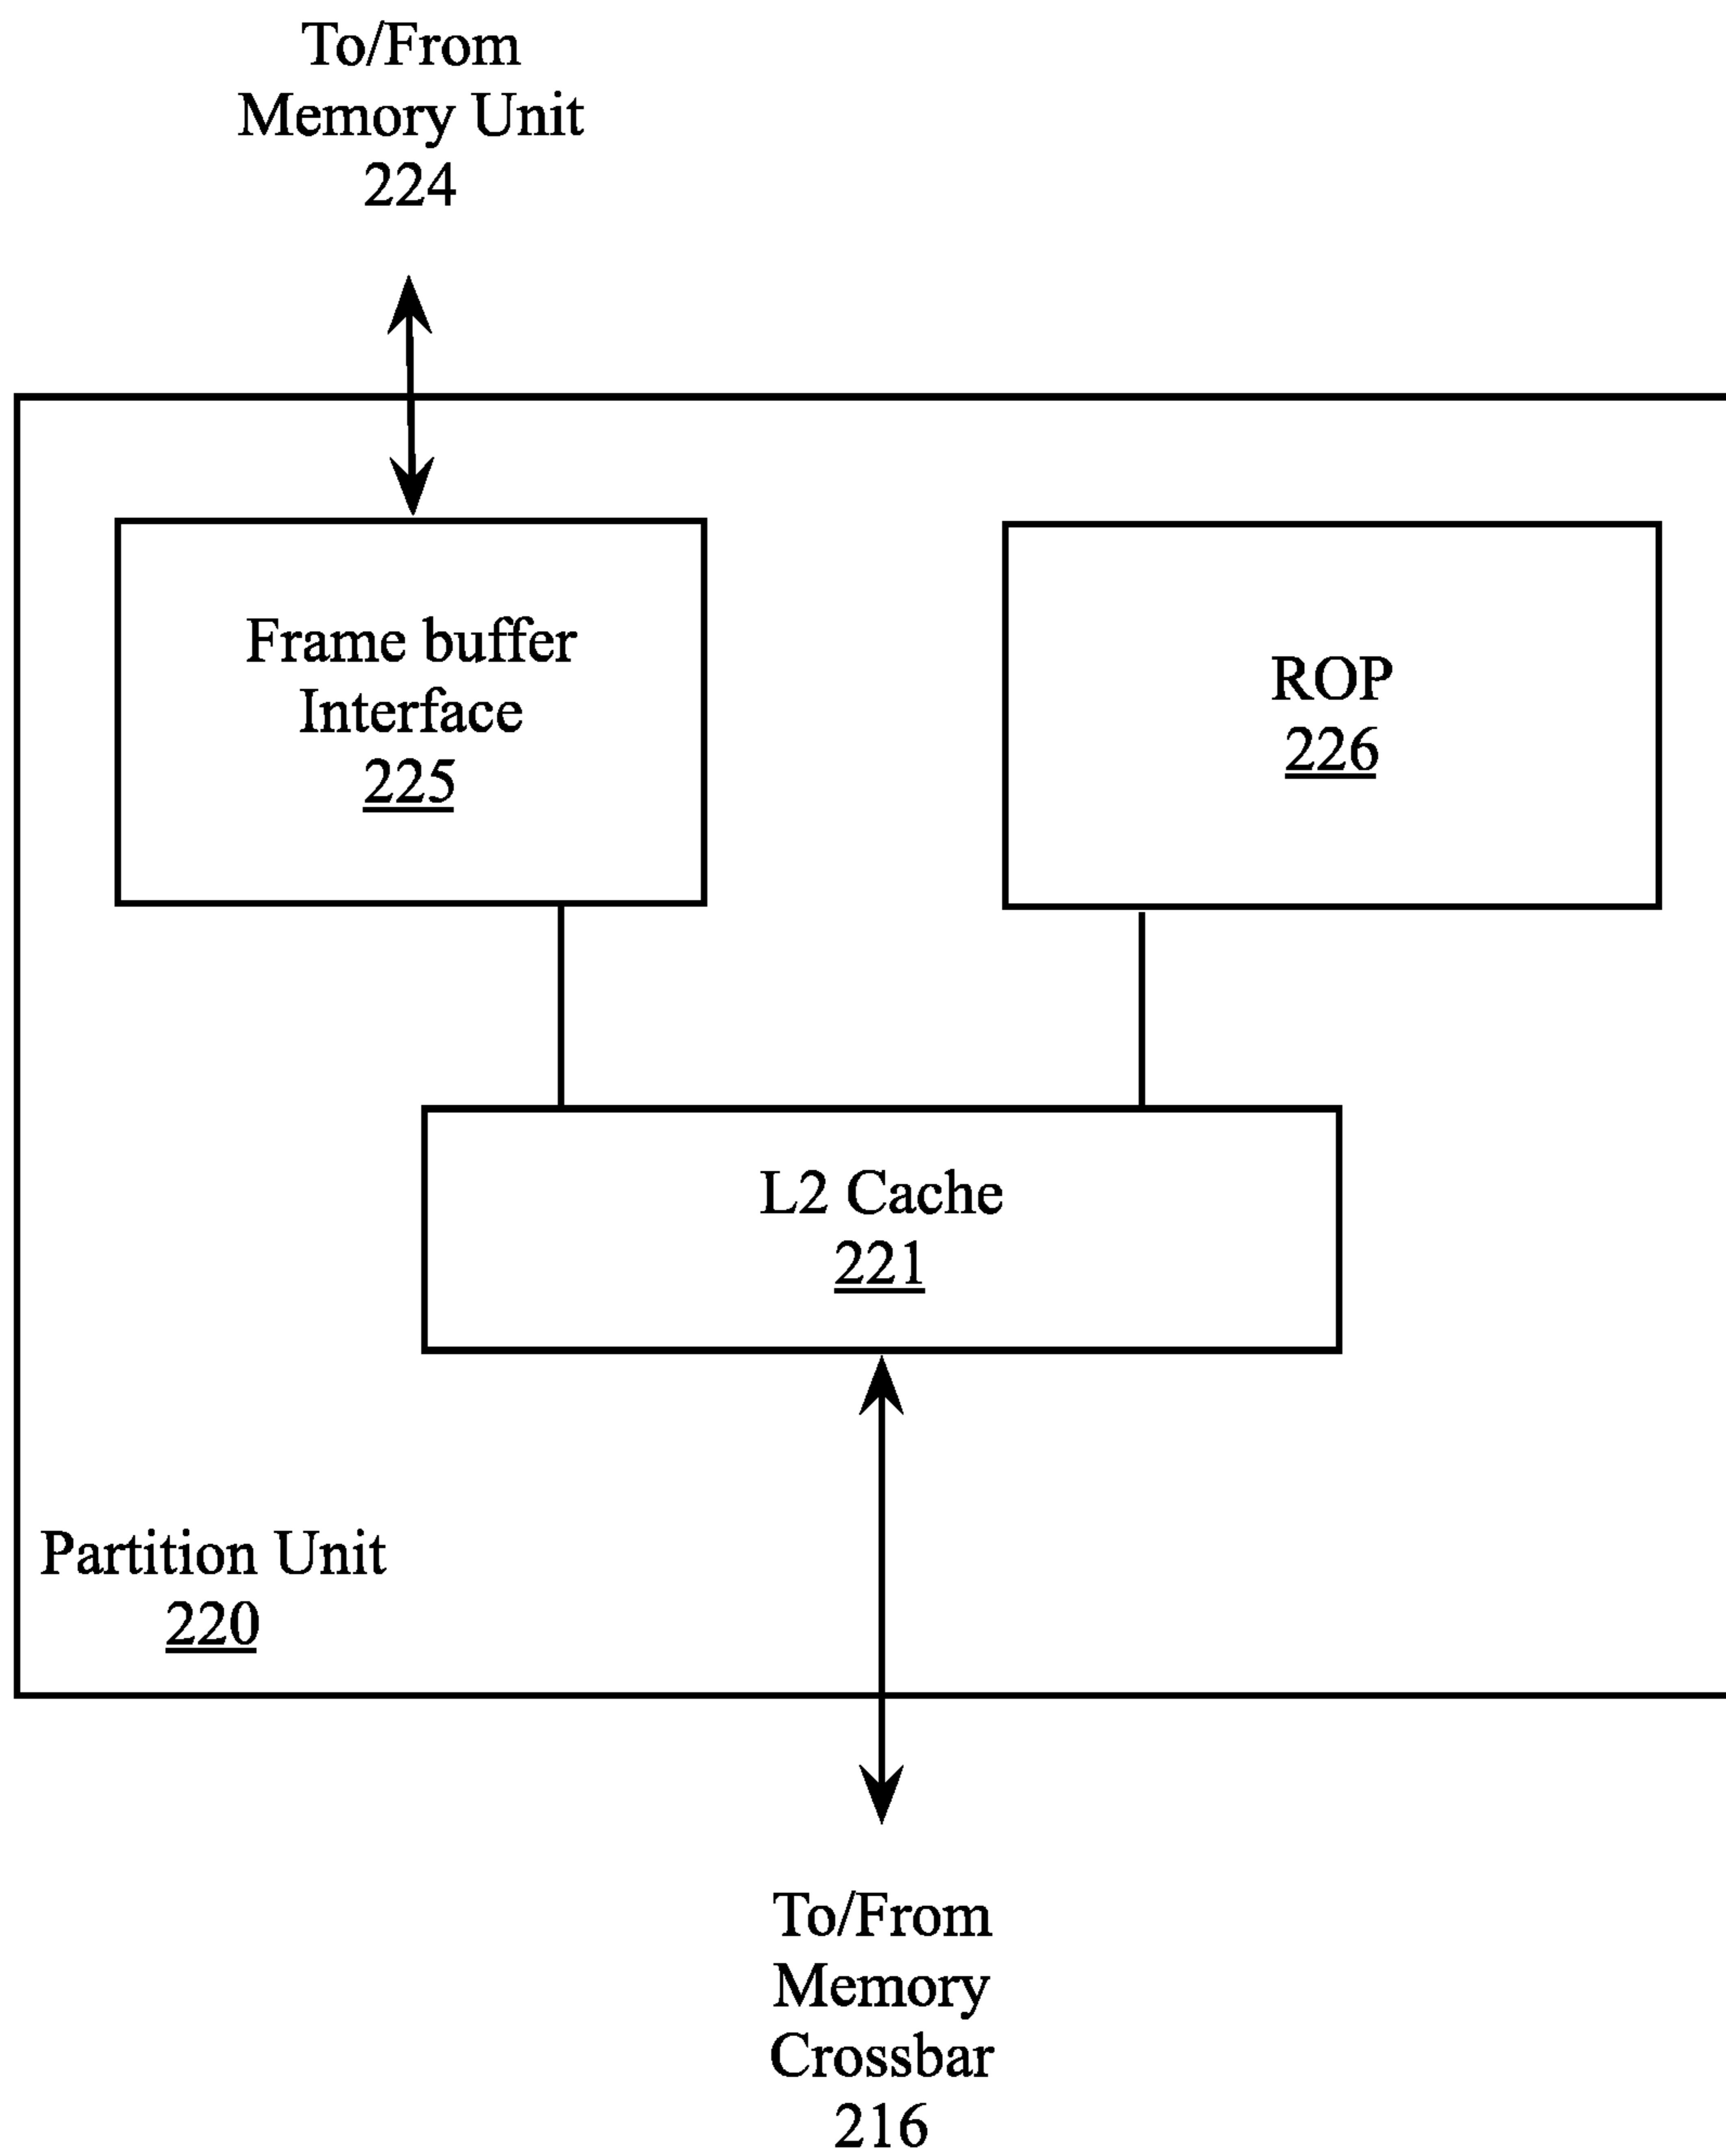 To/From
Memory Unit
224
Frame buffer
Interface
225
ROP
226
L2 Cache
221
Partition Unit
220
To/From
Memory
Crossbar
216